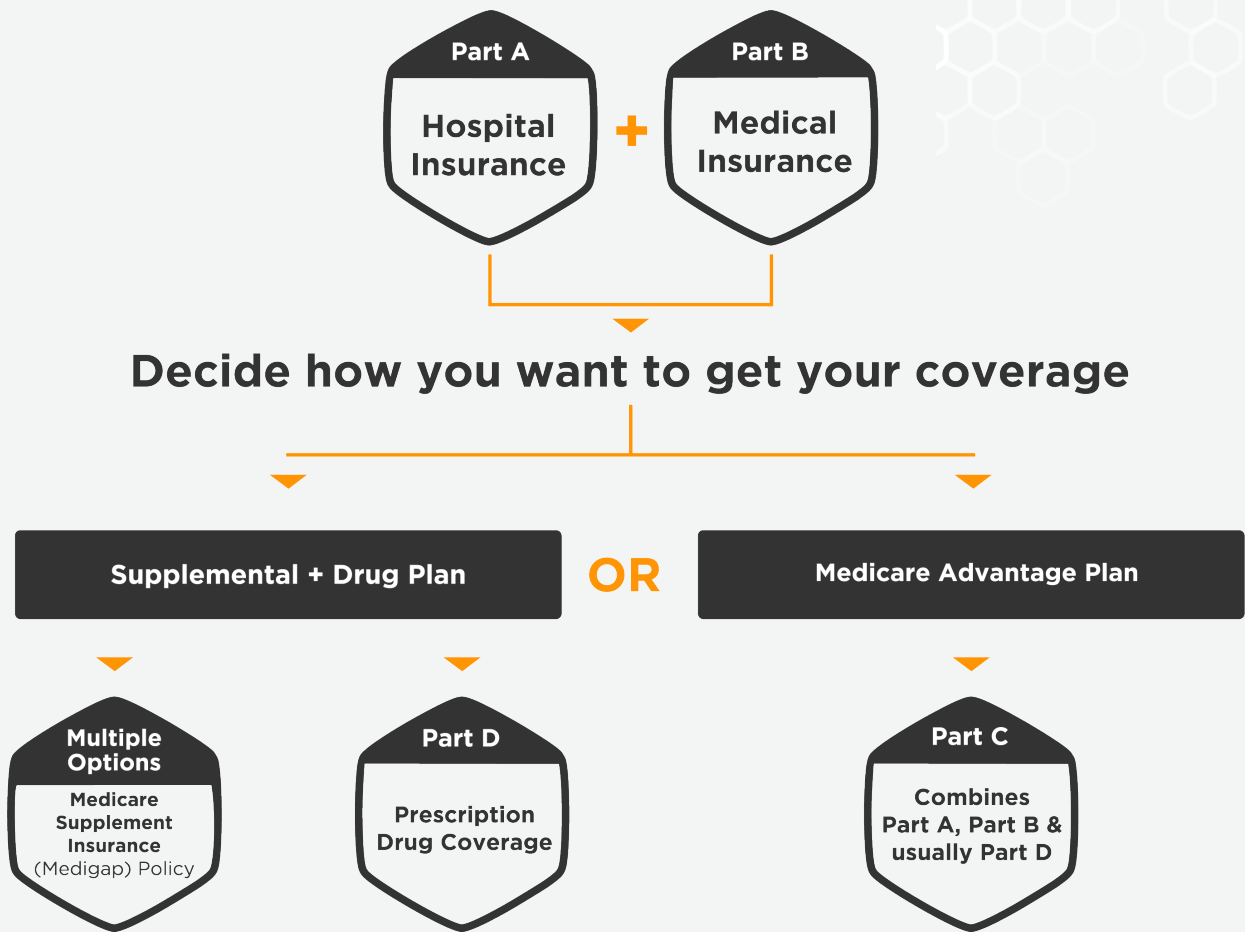 Part A
Hospital
Insurance
+
Part B
Medical
Insurance
Decide how you want to get your coverage
Supplemental + Drug Plan
OR
Medicare Advantage Plan
Multiple
Options
Medicare
Supplement
Insurance
(Medigap) Policy
Part D
Prescription
Drug Coverage
Part C
Combines
Part A, Part B &
usually Part D